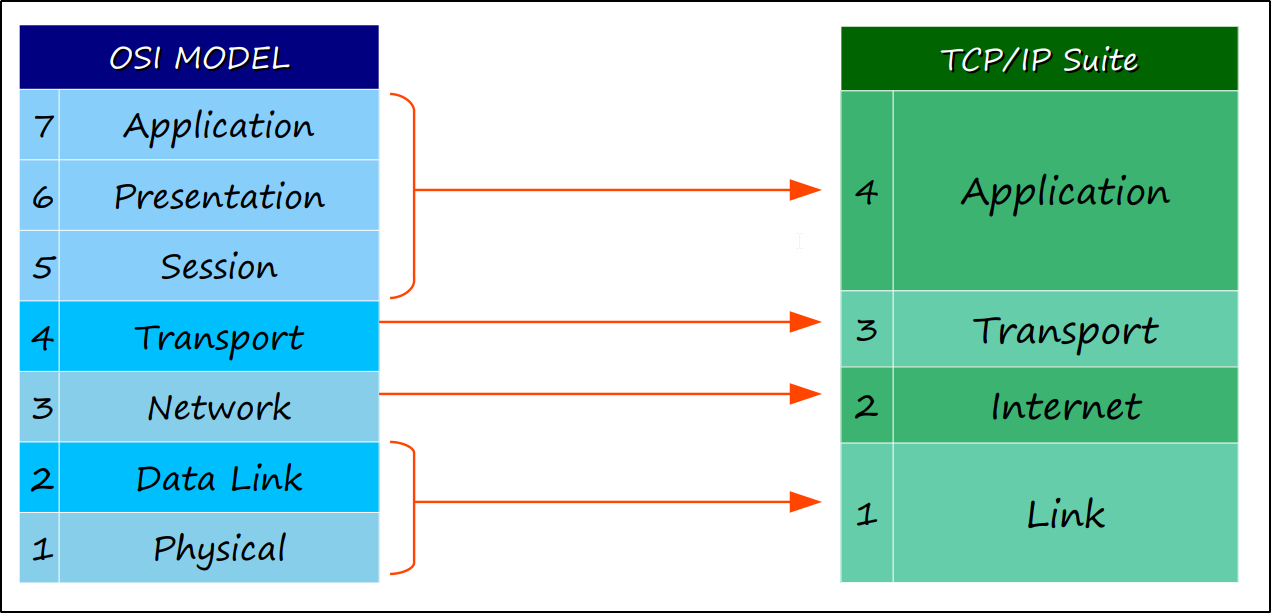 OSI MODEL
7 Application
6 Presentation
5 Session
4 Transport
3 Network
2 Data Link
1 Physical
TCP/IP Suite
4 Application
3 Transport
2 Internet
1 Link